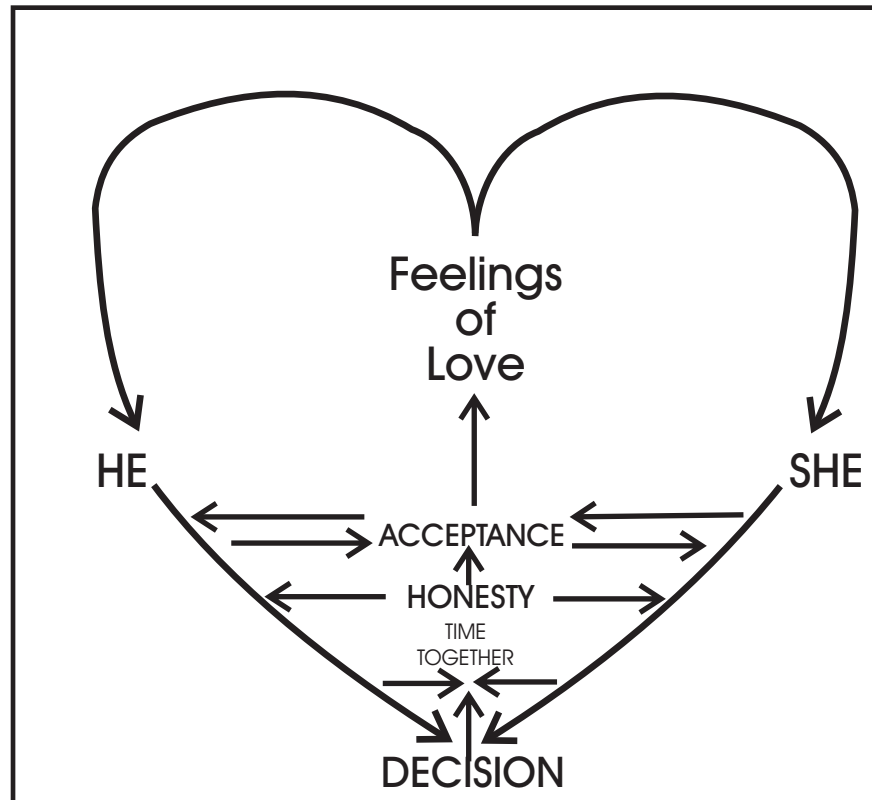 Feelings
of
Love
HE
SHE
ACCEPTANCE
HONESTY
TIME
TOGETHER
DECISION